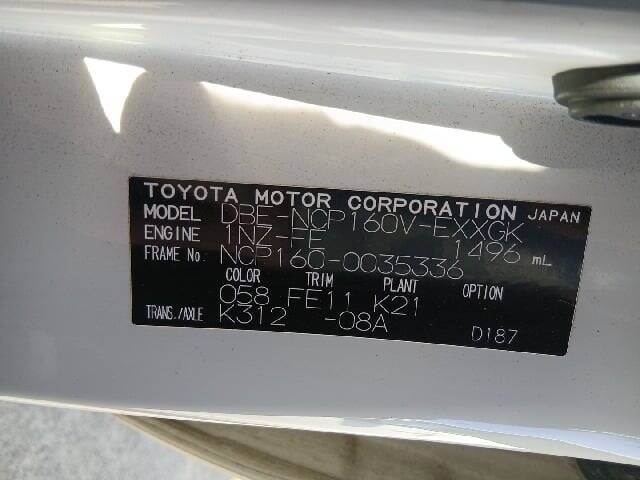 TOYOTA MOTOR CORPORATION JAPAN
MODEL DBE-NCP160V-EXXGK
ENGINE 1NZ-FE 1496 mL
FRAME No. NCP160-0035336
COLOR TRIM PLANT OPTION
058 FE11 K21
TRANS./AXLE K312 -08A D187